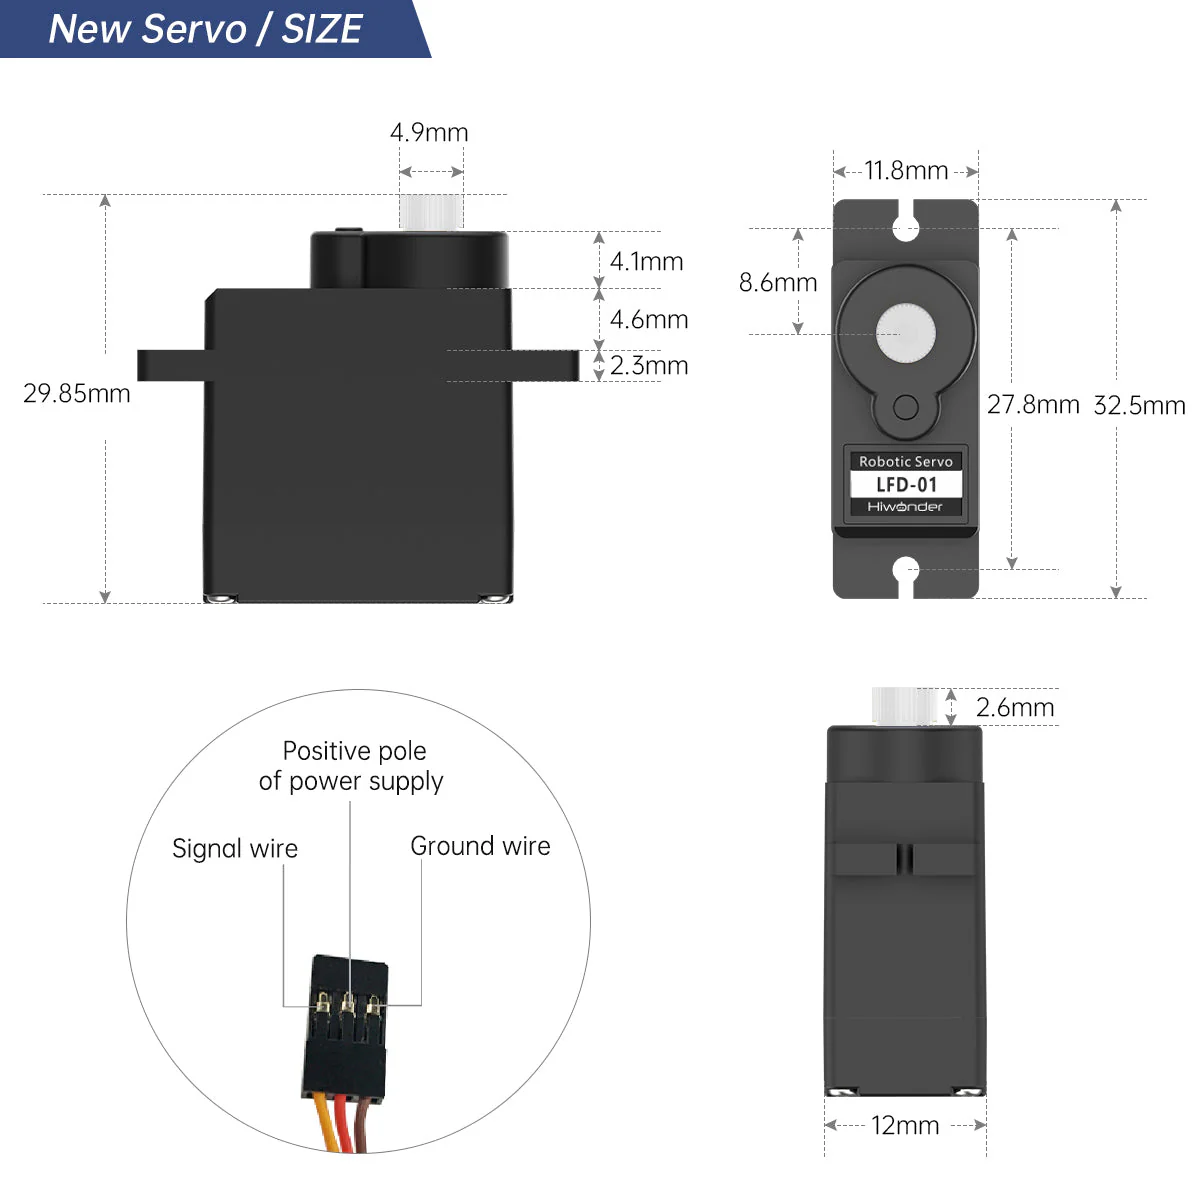 New Servo / SIZE
4.9mm
4.1mm
4.6mm
2.3mm
29.85mm
11.8mm
8.6mm
27.8mm
32.5mm
Robotic Servo
LFD-01
Hiwonder
Positive pole
of power supply
Signal wire
Ground wire
2.6mm
12mm